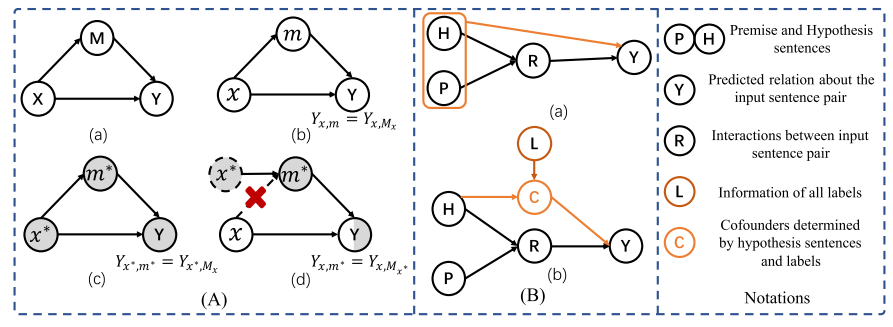 M
X
Y
(a)
m
x
Y
Y_{x,m} = Y_{x,M_x}
(b)
m*
x*
Y
Y_{x*,m*} = Y_{x*,M_x}
(c)
x*
m*
x
Y
Y_{x,m*} = Y_{x,M_{x*}}
(d)
(A)
H
P
R
Y
(a)
L
C
H
R
Y
P
(b)
(B)
P H Premise and Hypothesis
sentences
Y Predicted relation about the
input sentence pair
R Interactions between input
sentence pair
L Information of all labels
C Cofounders determined
by hypothesis sentences
and labels
Notations